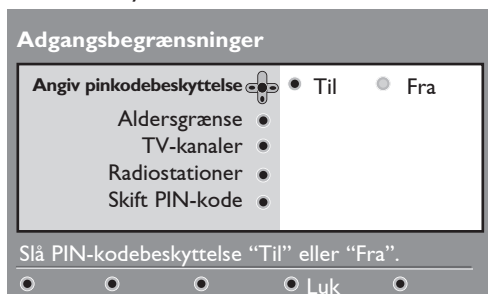 Adgangsbegrænsninger
Angiv pinkodebeskyttelse Til Fra
Aldersgrænse
TV-kanaler
Radiostationer
Skift PIN-kode
Slå PIN-kodebeskyttelse “Til” eller “Fra”.
Luk